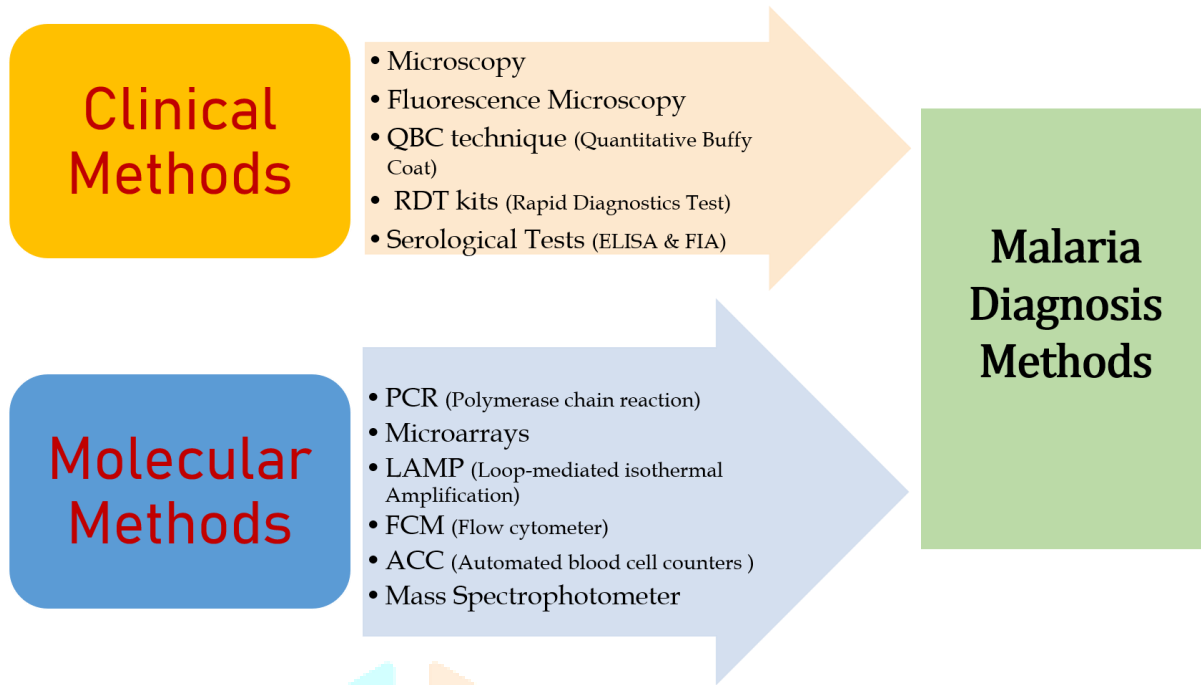 Clinical
Methods
• Microscopy
• Fluorescence Microscopy
• QBC technique (Quantitative Buffy
Coat)
• RDT kits (Rapid Diagnostics Test)
• Serological Tests (ELISA & FIA)
Molecular
Methods
• PCR (Polymerase chain reaction)
• Microarrays
• LAMP (Loop-mediated isothermal
Amplification)
• FCM (Flow cytometer)
• ACC (Automated blood cell counters )
• Mass Spectrophotometer
Malaria
Diagnosis
Methods